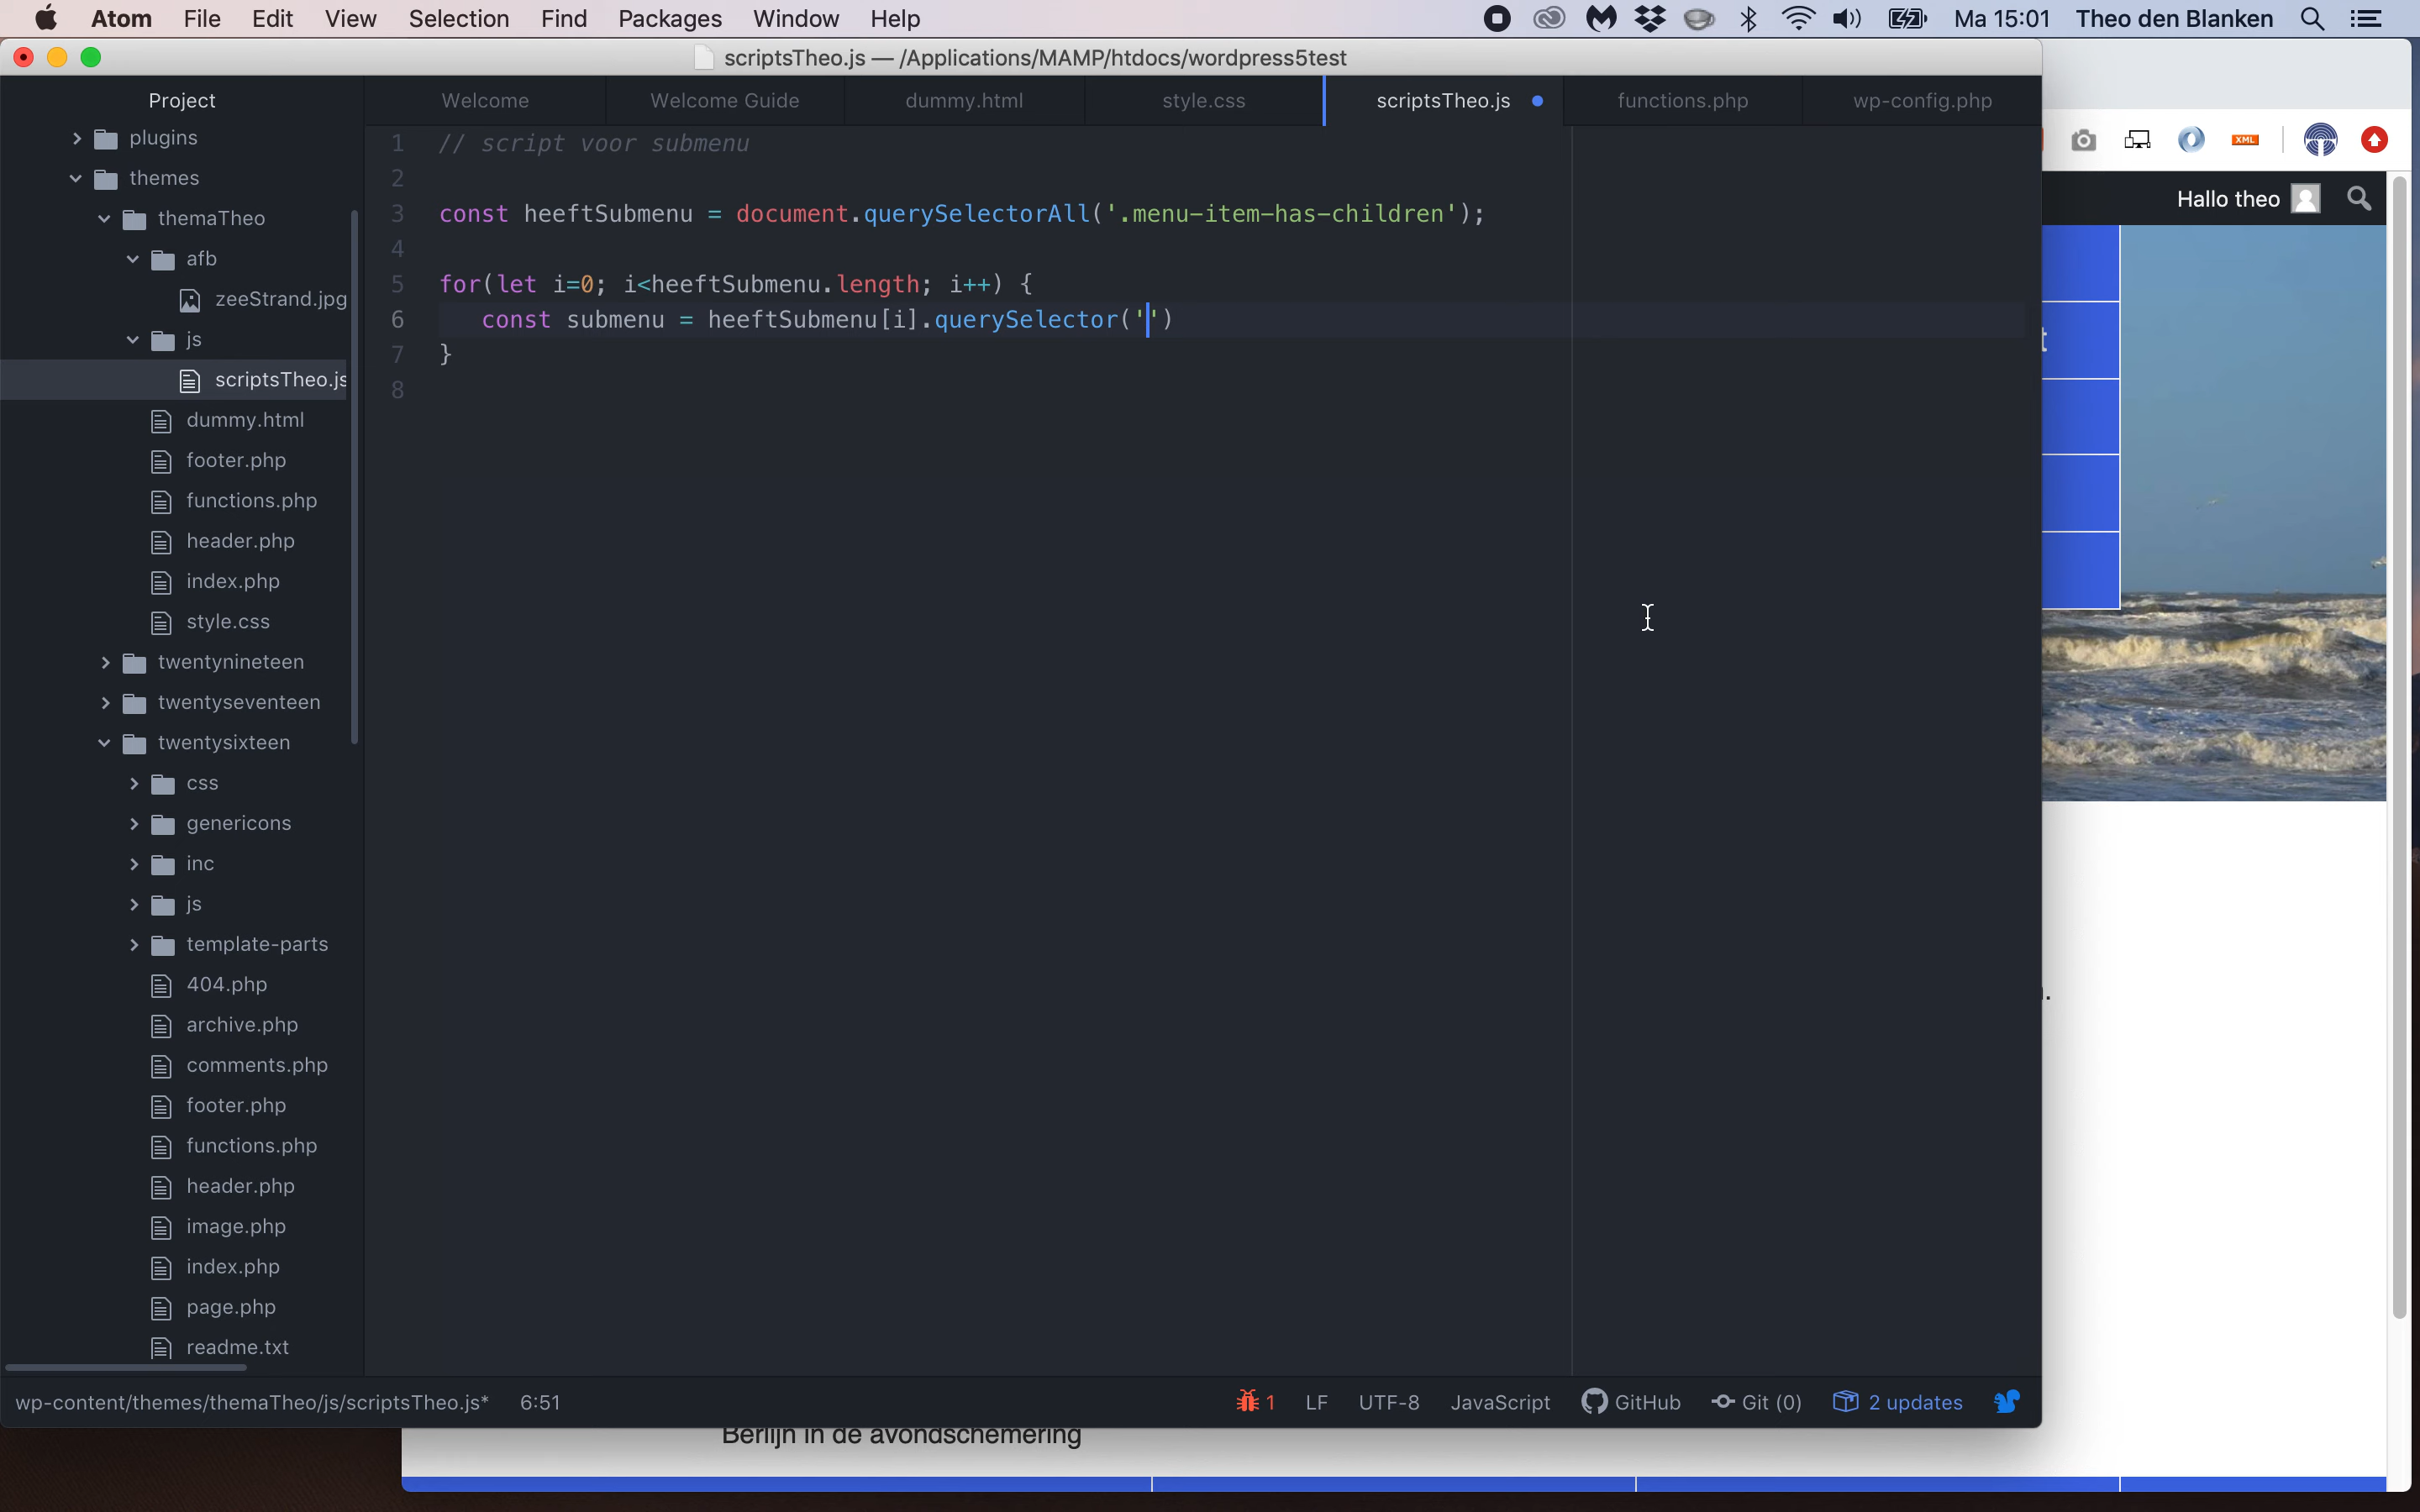 Atom File Edit View Selection Find Packages Window Help Ma 15:01 Theo den Blanken
scriptsTheo.js — /Applications/MAMP/htdocs/wordpress5test
Project
Welcome Welcome Guide dummy.html style.css scriptsTheo.js functions.php wp-config.php
plugins
themes
themaTheo
afb
zeeStrand.jpg
js
scriptsTheo.js
dummy.html
footer.php
functions.php
header.php
index.php
style.css
twentynineteen
twentyseventeen
twentysixteen
css
genericons
inc
js
template-parts
404.php
archive.php
comments.php
footer.php
functions.php
header.php
image.php
index.php
page.php
readme.txt
1 // script voor submenu
2
3 const heeftSubmenu = document.querySelectorAll('.menu-item-has-children');
4
5 for(let i=0; i<heeftSubmenu.length; i++) {
6 const submenu = heeftSubmenu[i].querySelector('')
7 }
8
XML
Hallo theo
t
.
wp-content/themes/themaTheo/js/scriptsTheo.js* 6:51 1 LF UTF-8 JavaScript GitHub Git (0) 2 updates
Berlijn in de avondschemering